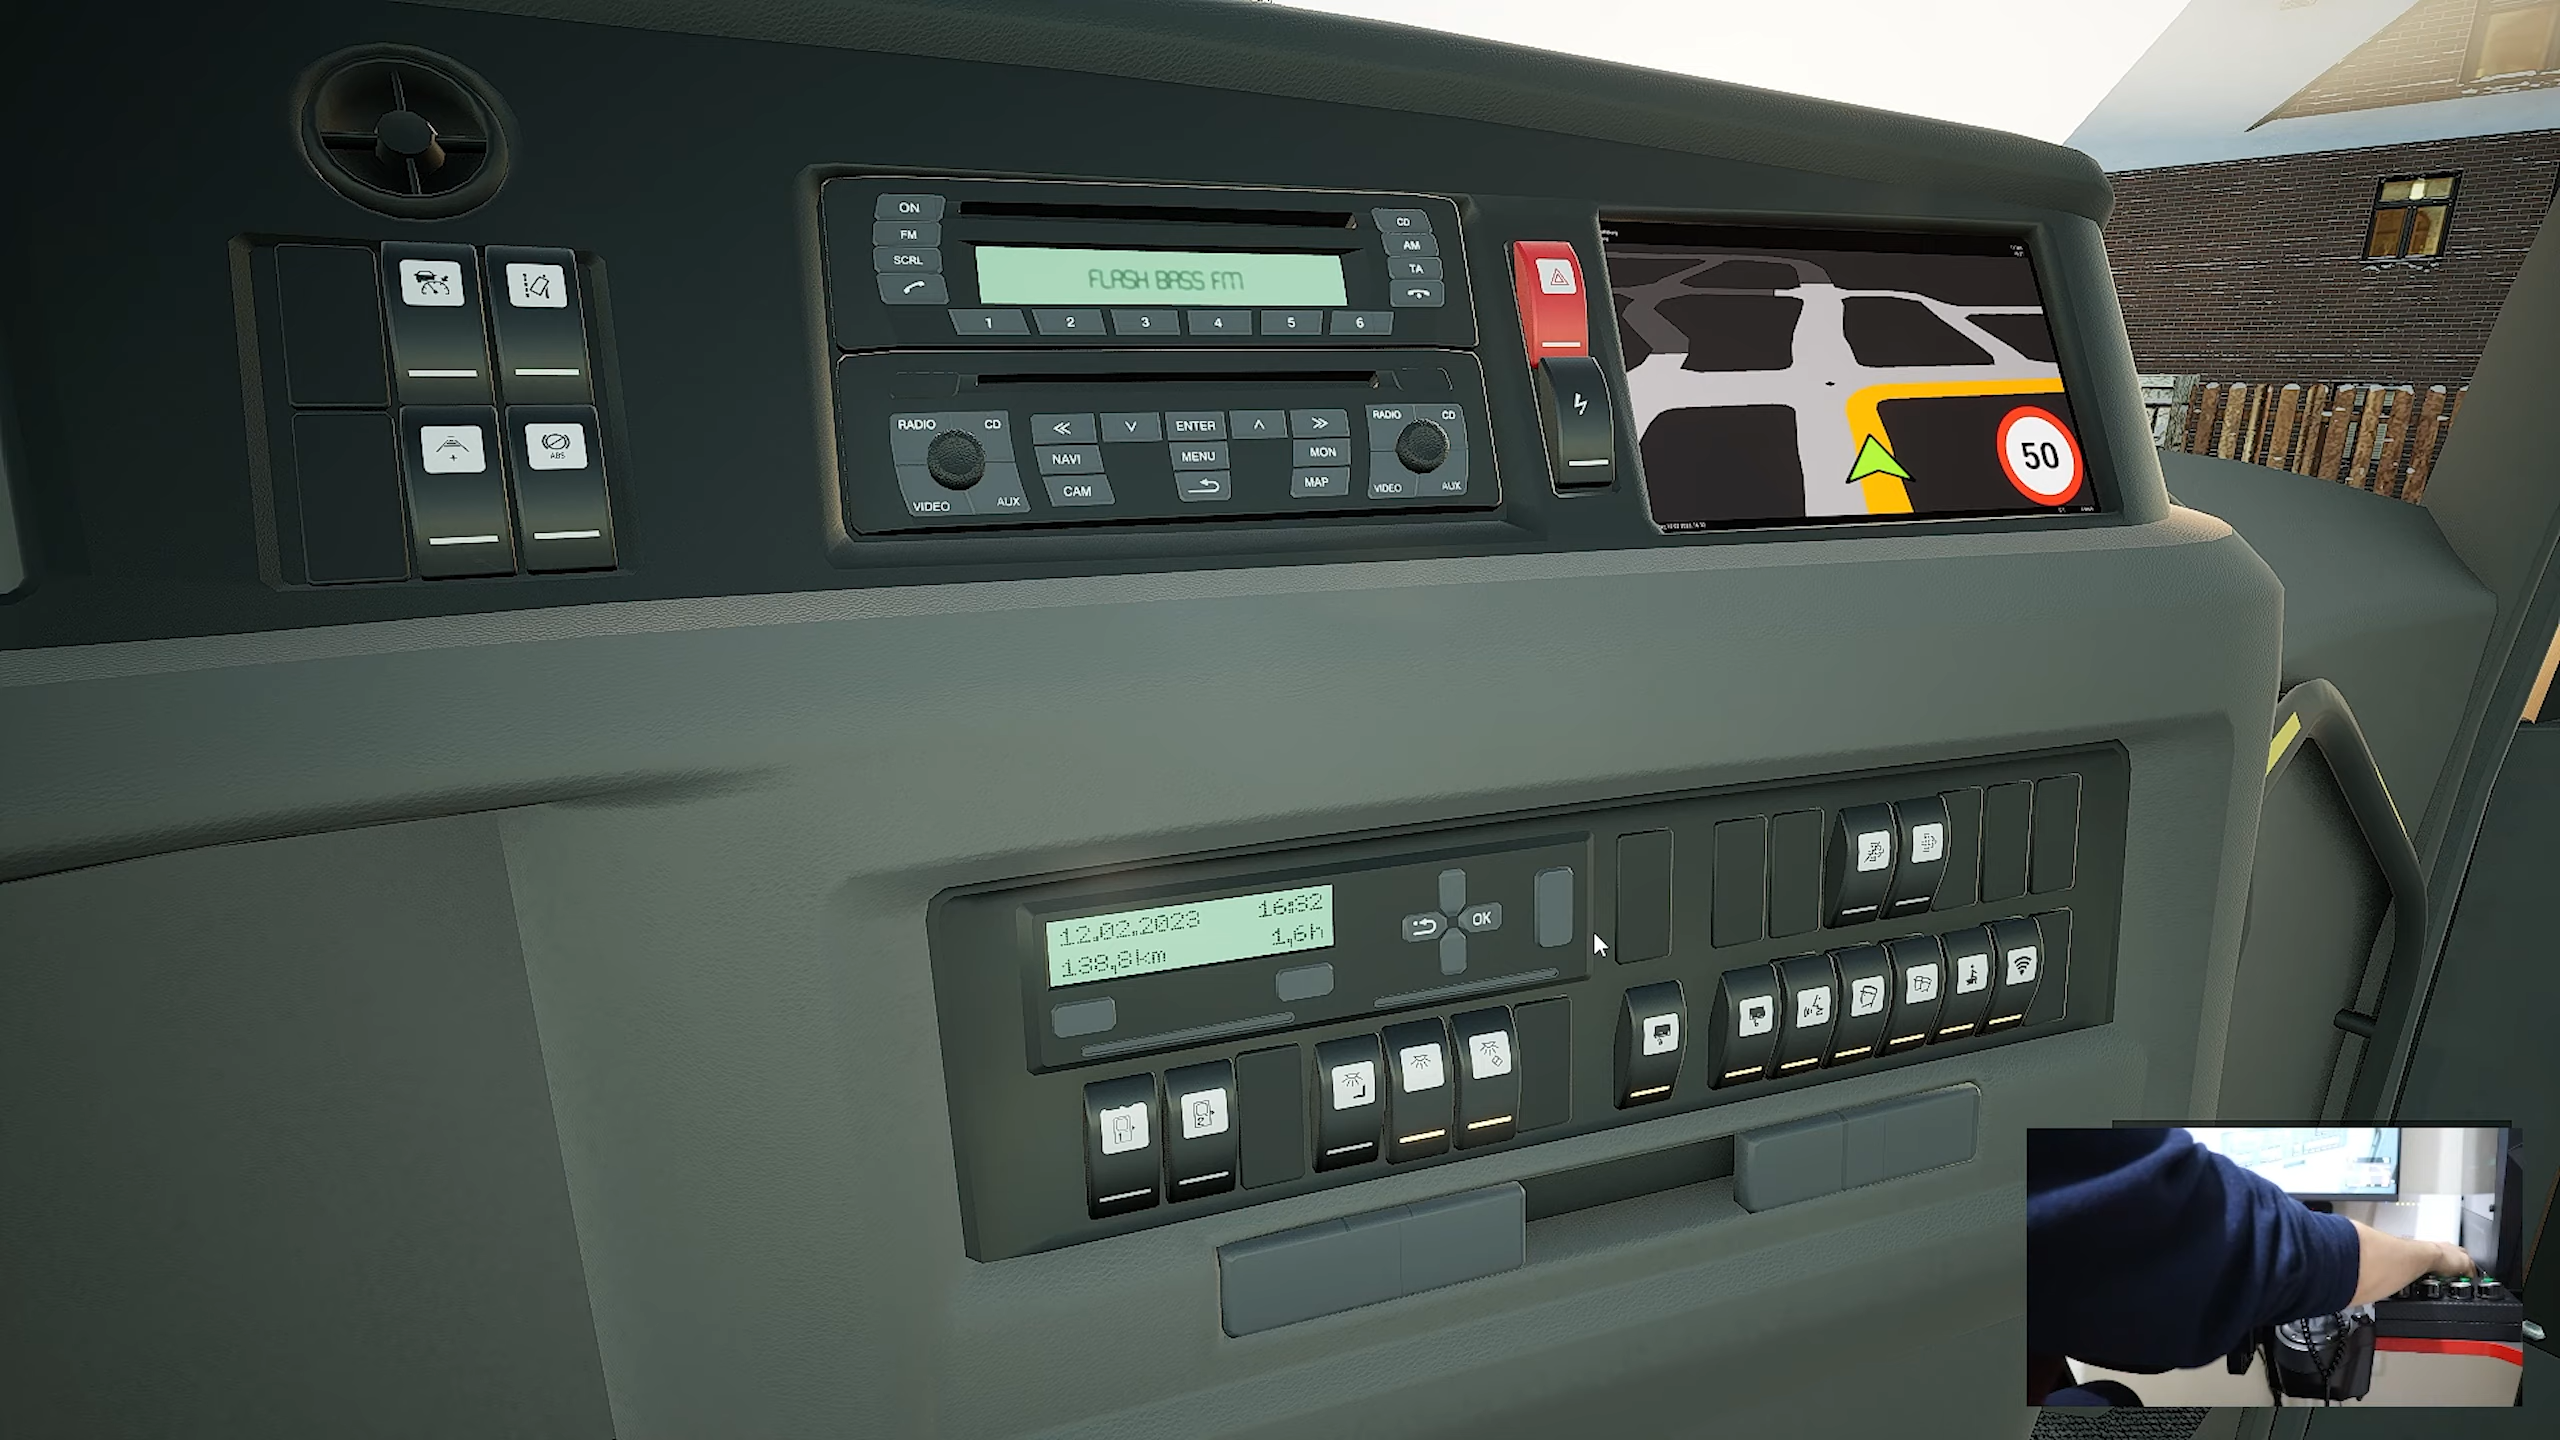 ON
FM
SCRL
CD
AM
TA
FLASH BASS FM
1 2 3 4 5 6
RADIO CD
VIDEO AUX
ENTER
NAVI MENU MON
CAM MAP
RADIO CD
VIDEO AUX
ABS
50
12.02.2023 16:32
138,8km 1,6h
OK
1
2